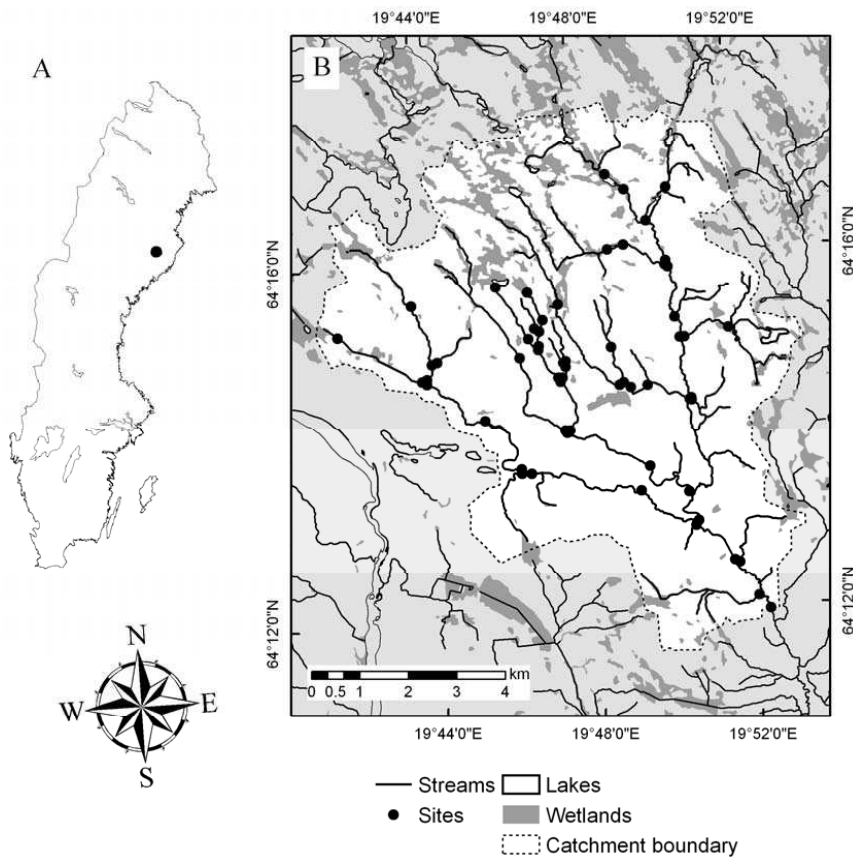 A
B
19°44'0"E 19°48'0"E 19°52'0"E
64°16'0"N
64°16'0"N
64°12'0"N
64°12'0"N
N
W E
S
km
0 0.5 1 2 3 4
19°44'0"E 19°48'0"E 19°52'0"E
Streams Lakes
Sites Wetlands
Catchment boundary